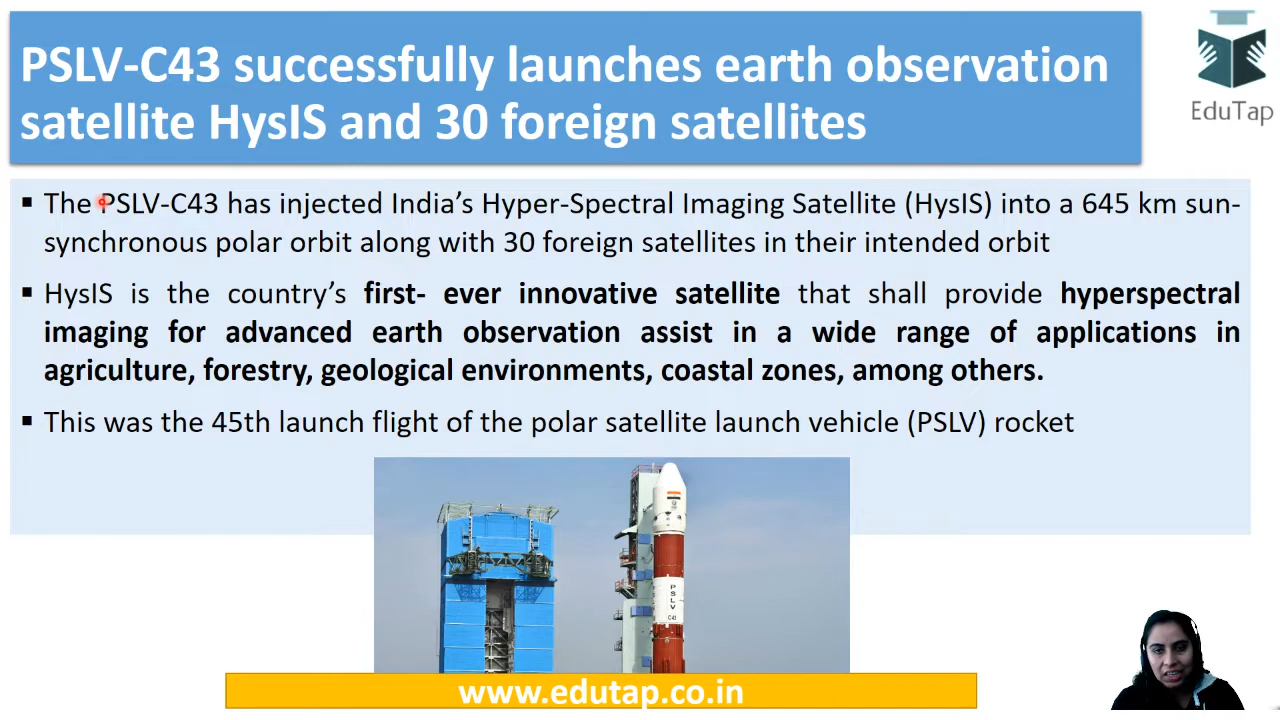 PSLV-C43 successfully launches earth observation
satellite HysIS and 30 foreign satellites
EduTap
▪ The PSLV-C43 has injected India’s Hyper-Spectral Imaging Satellite (HysIS) into a 645 km sun-
synchronous polar orbit along with 30 foreign satellites in their intended orbit
▪ HysIS is the country’s first- ever innovative satellite that shall provide hyperspectral
imaging for advanced earth observation assist in a wide range of applications in
agriculture, forestry, geological environments, coastal zones, among others.
▪ This was the 45th launch flight of the polar satellite launch vehicle (PSLV) rocket
PSLV
C43
www.edutap.co.in